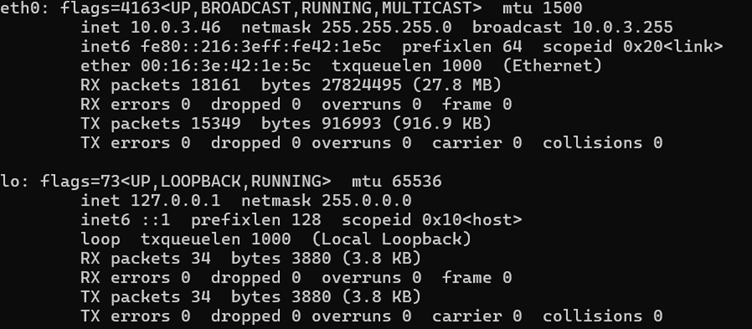 eth0: flags=4163<UP,BROADCAST,RUNNING,MULTICAST>  mtu 1500
        inet 10.0.3.46  netmask 255.255.255.0  broadcast 10.0.3.255
        inet6 fe80::216:3eff:fe42:1e5c  prefixlen 64  scopeid 0x20<link>
        ether 00:16:3e:42:1e:5c  txqueuelen 1000  (Ethernet)
        RX packets 18161  bytes 27824495 (27.8 MB)
        RX errors 0  dropped 0  overruns 0  frame 0
        TX packets 15349  bytes 916993 (916.9 KB)
        TX errors 0  dropped 0 overruns 0  carrier 0  collisions 0

lo: flags=73<UP,LOOPBACK,RUNNING>  mtu 65536
        inet 127.0.0.1  netmask 255.0.0.0
        inet6 ::1  prefixlen 128  scopeid 0x10<host>
        loop  txqueuelen 1000  (Local Loopback)
        RX packets 34  bytes 3880 (3.8 KB)
        RX errors 0  dropped 0  overruns 0  frame 0
        TX packets 34  bytes 3880 (3.8 KB)
        TX errors 0  dropped 0 overruns 0  carrier 0  collisions 0